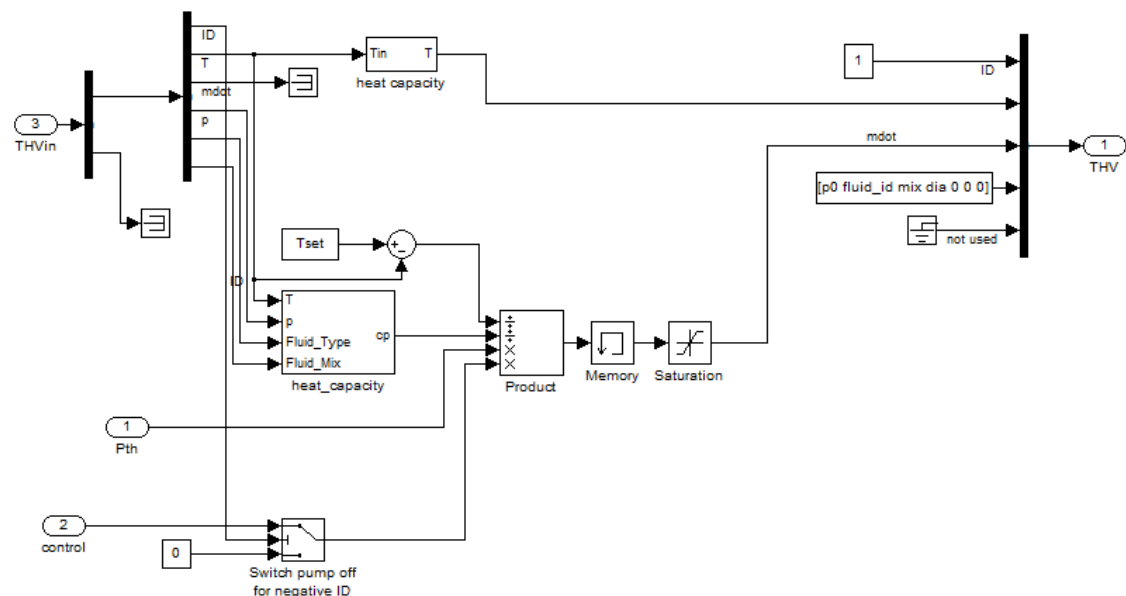 ID
T
mdot
p
3
THVin
Tin
T
heat capacity
1
ID
mdot
1
THV
[p0 fluid_id mix dia 0 0 0]
not used
Tset
+
−
ID
T
p
Fluid_Type
Fluid_Mix
cp
heat_capacity
÷
÷
×
×
Product
Memory
Saturation
1
Pth
2
control
0
Switch pump off
for negative ID